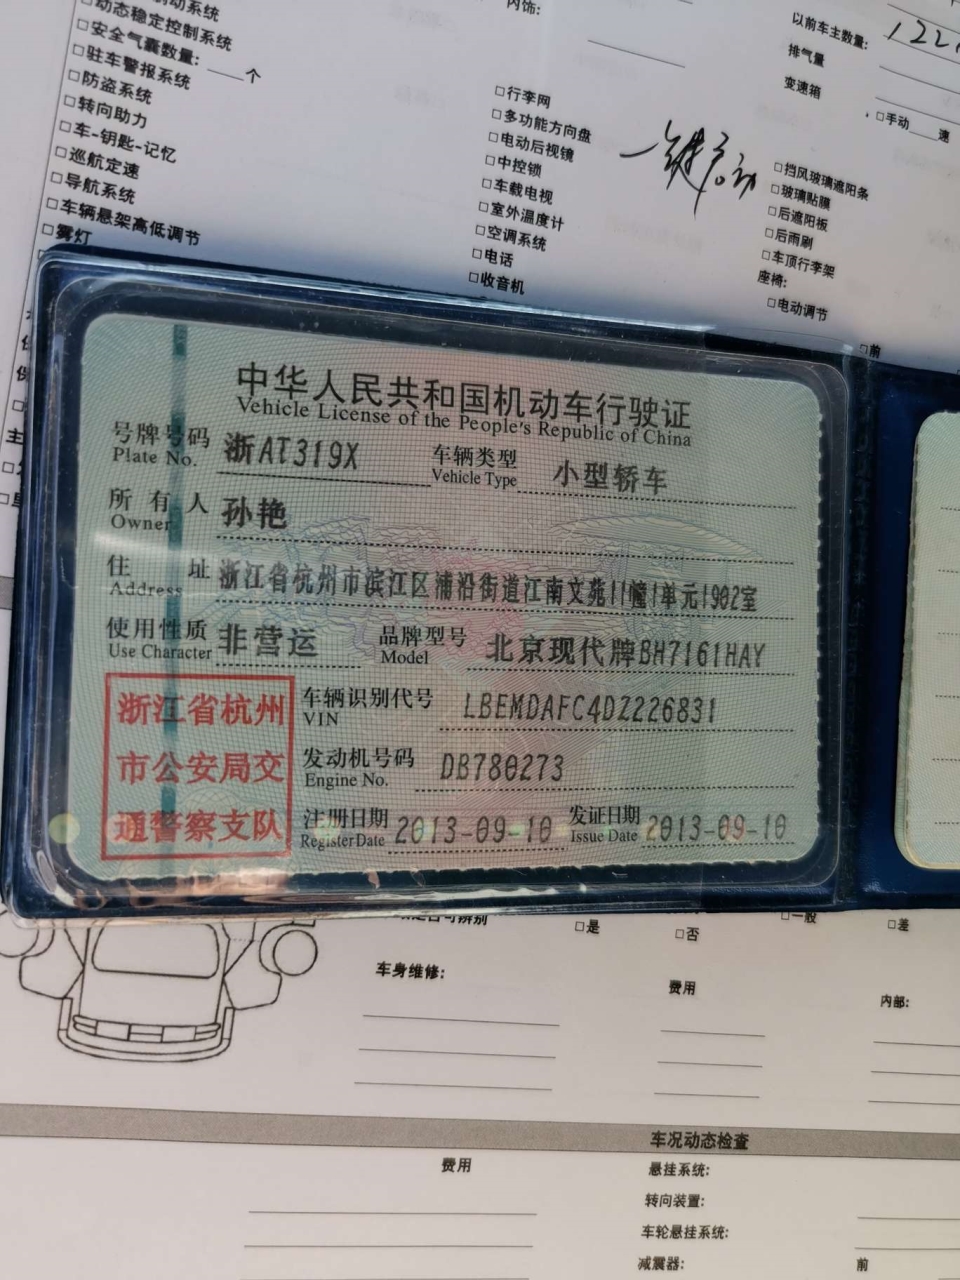 动态稳定控制系统
□安全气囊数量：____个
□驻车警报系统
□防盗系统
□转向助力
□车-钥匙-记忆
□巡航定速
□导航系统
□车辆悬架高低调节
□雾灯
内饰：
□行李网
□多功能方向盘
□电动后视镜
□中控锁
□车载电视
□室外温度计
□空调系统
□电话
□收音机
一键启动
以前车主数量：
排气量
变速箱
□手动____速
□挡风玻璃遮阳条
□玻璃贴膜
□后遮阳板
□后雨刷
□车顶行李架
座椅：
□电动调节
□前
中华人民共和国机动车行驶证
Vehicle License of the People's Republic of China
号牌号码 浙AT319X 车辆类型 小型轿车
Plate No. Vehicle Type
所有人 孙艳
Owner
住址 浙江省杭州市滨江区浦沿街道江南文苑11幢1单元1902室
Address
使用性质 非营运 品牌型号 北京现代牌BH7161HAY
Use Character Model
浙江省杭州
市公安局交
通警察支队
车辆识别代号 LBEMDAFC4DZ226831
VIN
发动机号码 DB780273
Engine No.
注册日期 2013-09-10 发证日期 2013-09-10
Register Date Issue Date
□是
□否
□一般
□差
车身维修：
费用
内部：
车况动态检查
费用
悬挂系统：
转向装置：
车轮悬挂系统：
减震器：
前